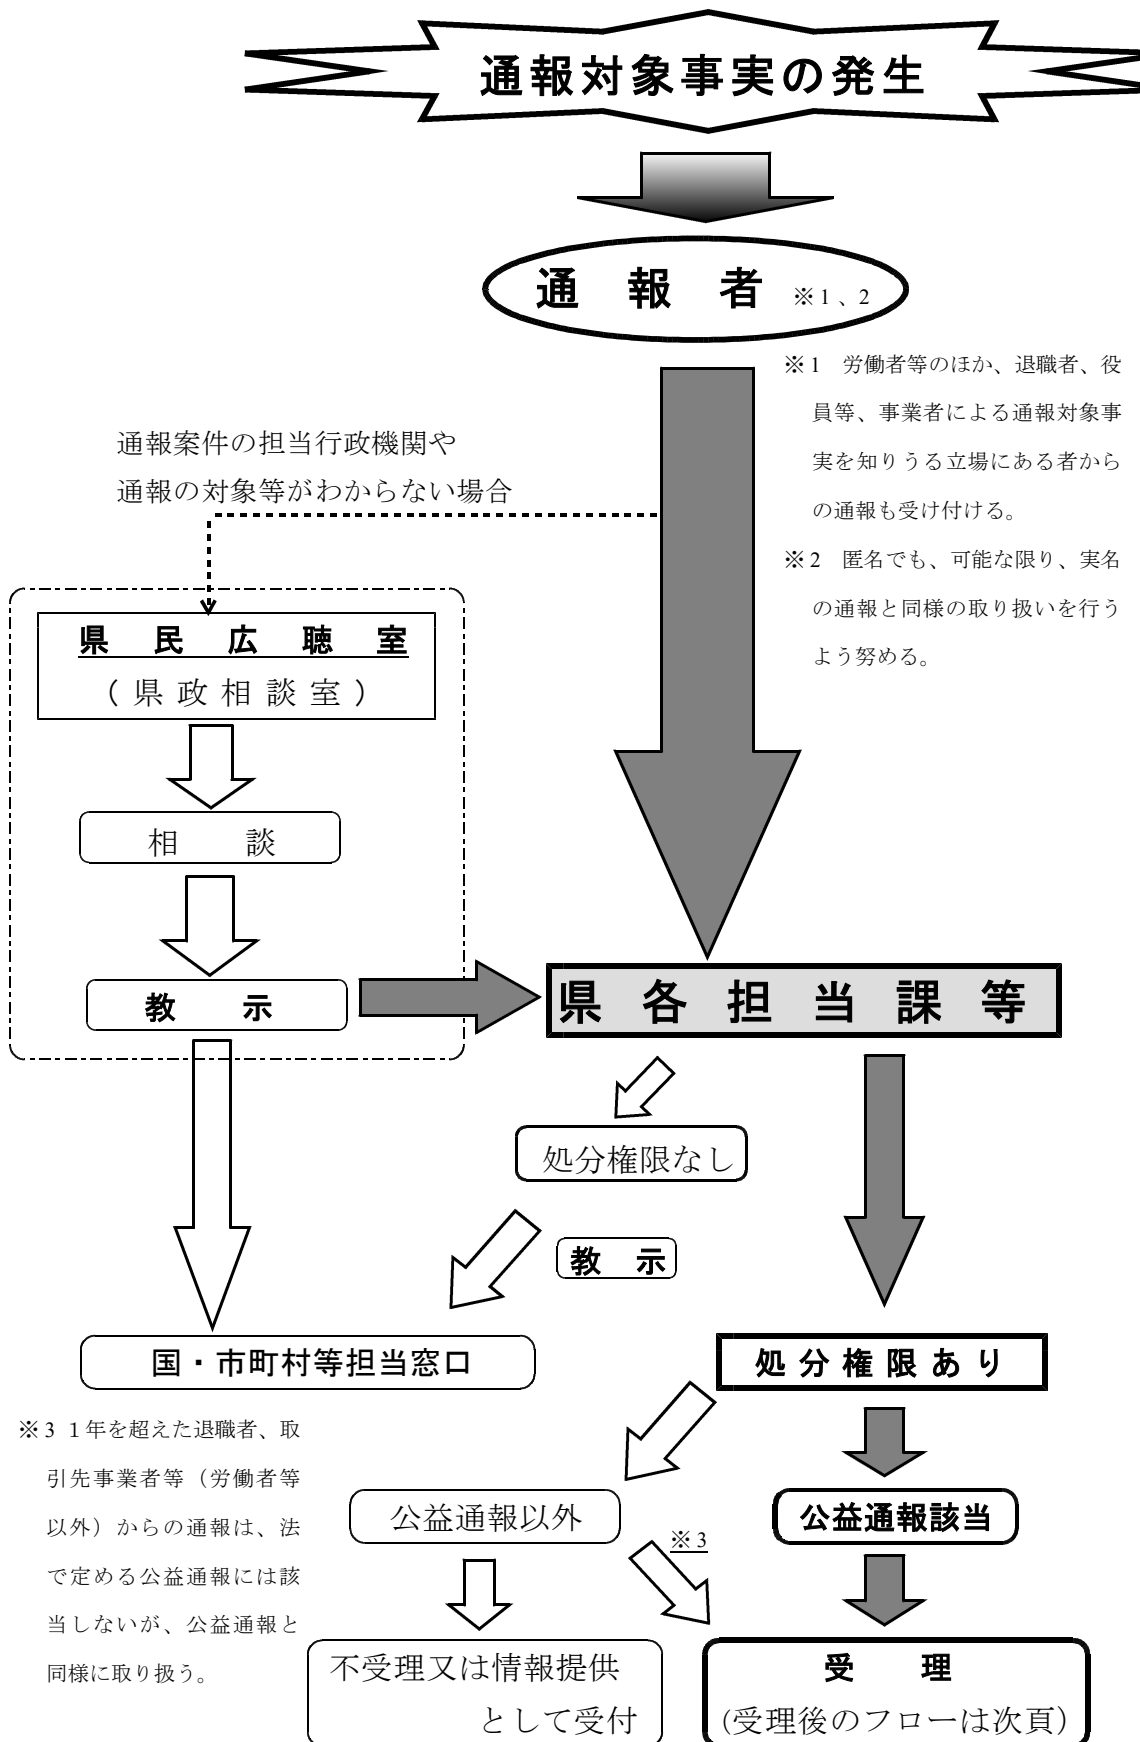 通報対象事実の発生
通　報　者 ※1、2
※1　労働者等のほか、退職者、役
員等、事業者による通報対象事
実を知りうる立場にある者から
の通報も受け付ける。
※2　匿名でも、可能な限り、実名
の通報と同様の取り扱いを行う
よう努める。
通報案件の担当行政機関や
通報の対象等がわからない場合
県　民　広　聴　室
（県政相談室）
相　　談
教　　示
県各担当課等
処分権限なし
教　示
国・市町村等担当窓口
処分権限あり
※3 1年を超えた退職者、取
引先事業者等（労働者等
以外）からの通報は、法
で定める公益通報には該
当しないが、公益通報と
同様に取り扱う。
公益通報以外
※3
公益通報該当
不受理又は情報提供
として受付
受　　理
(受理後のフローは次頁)